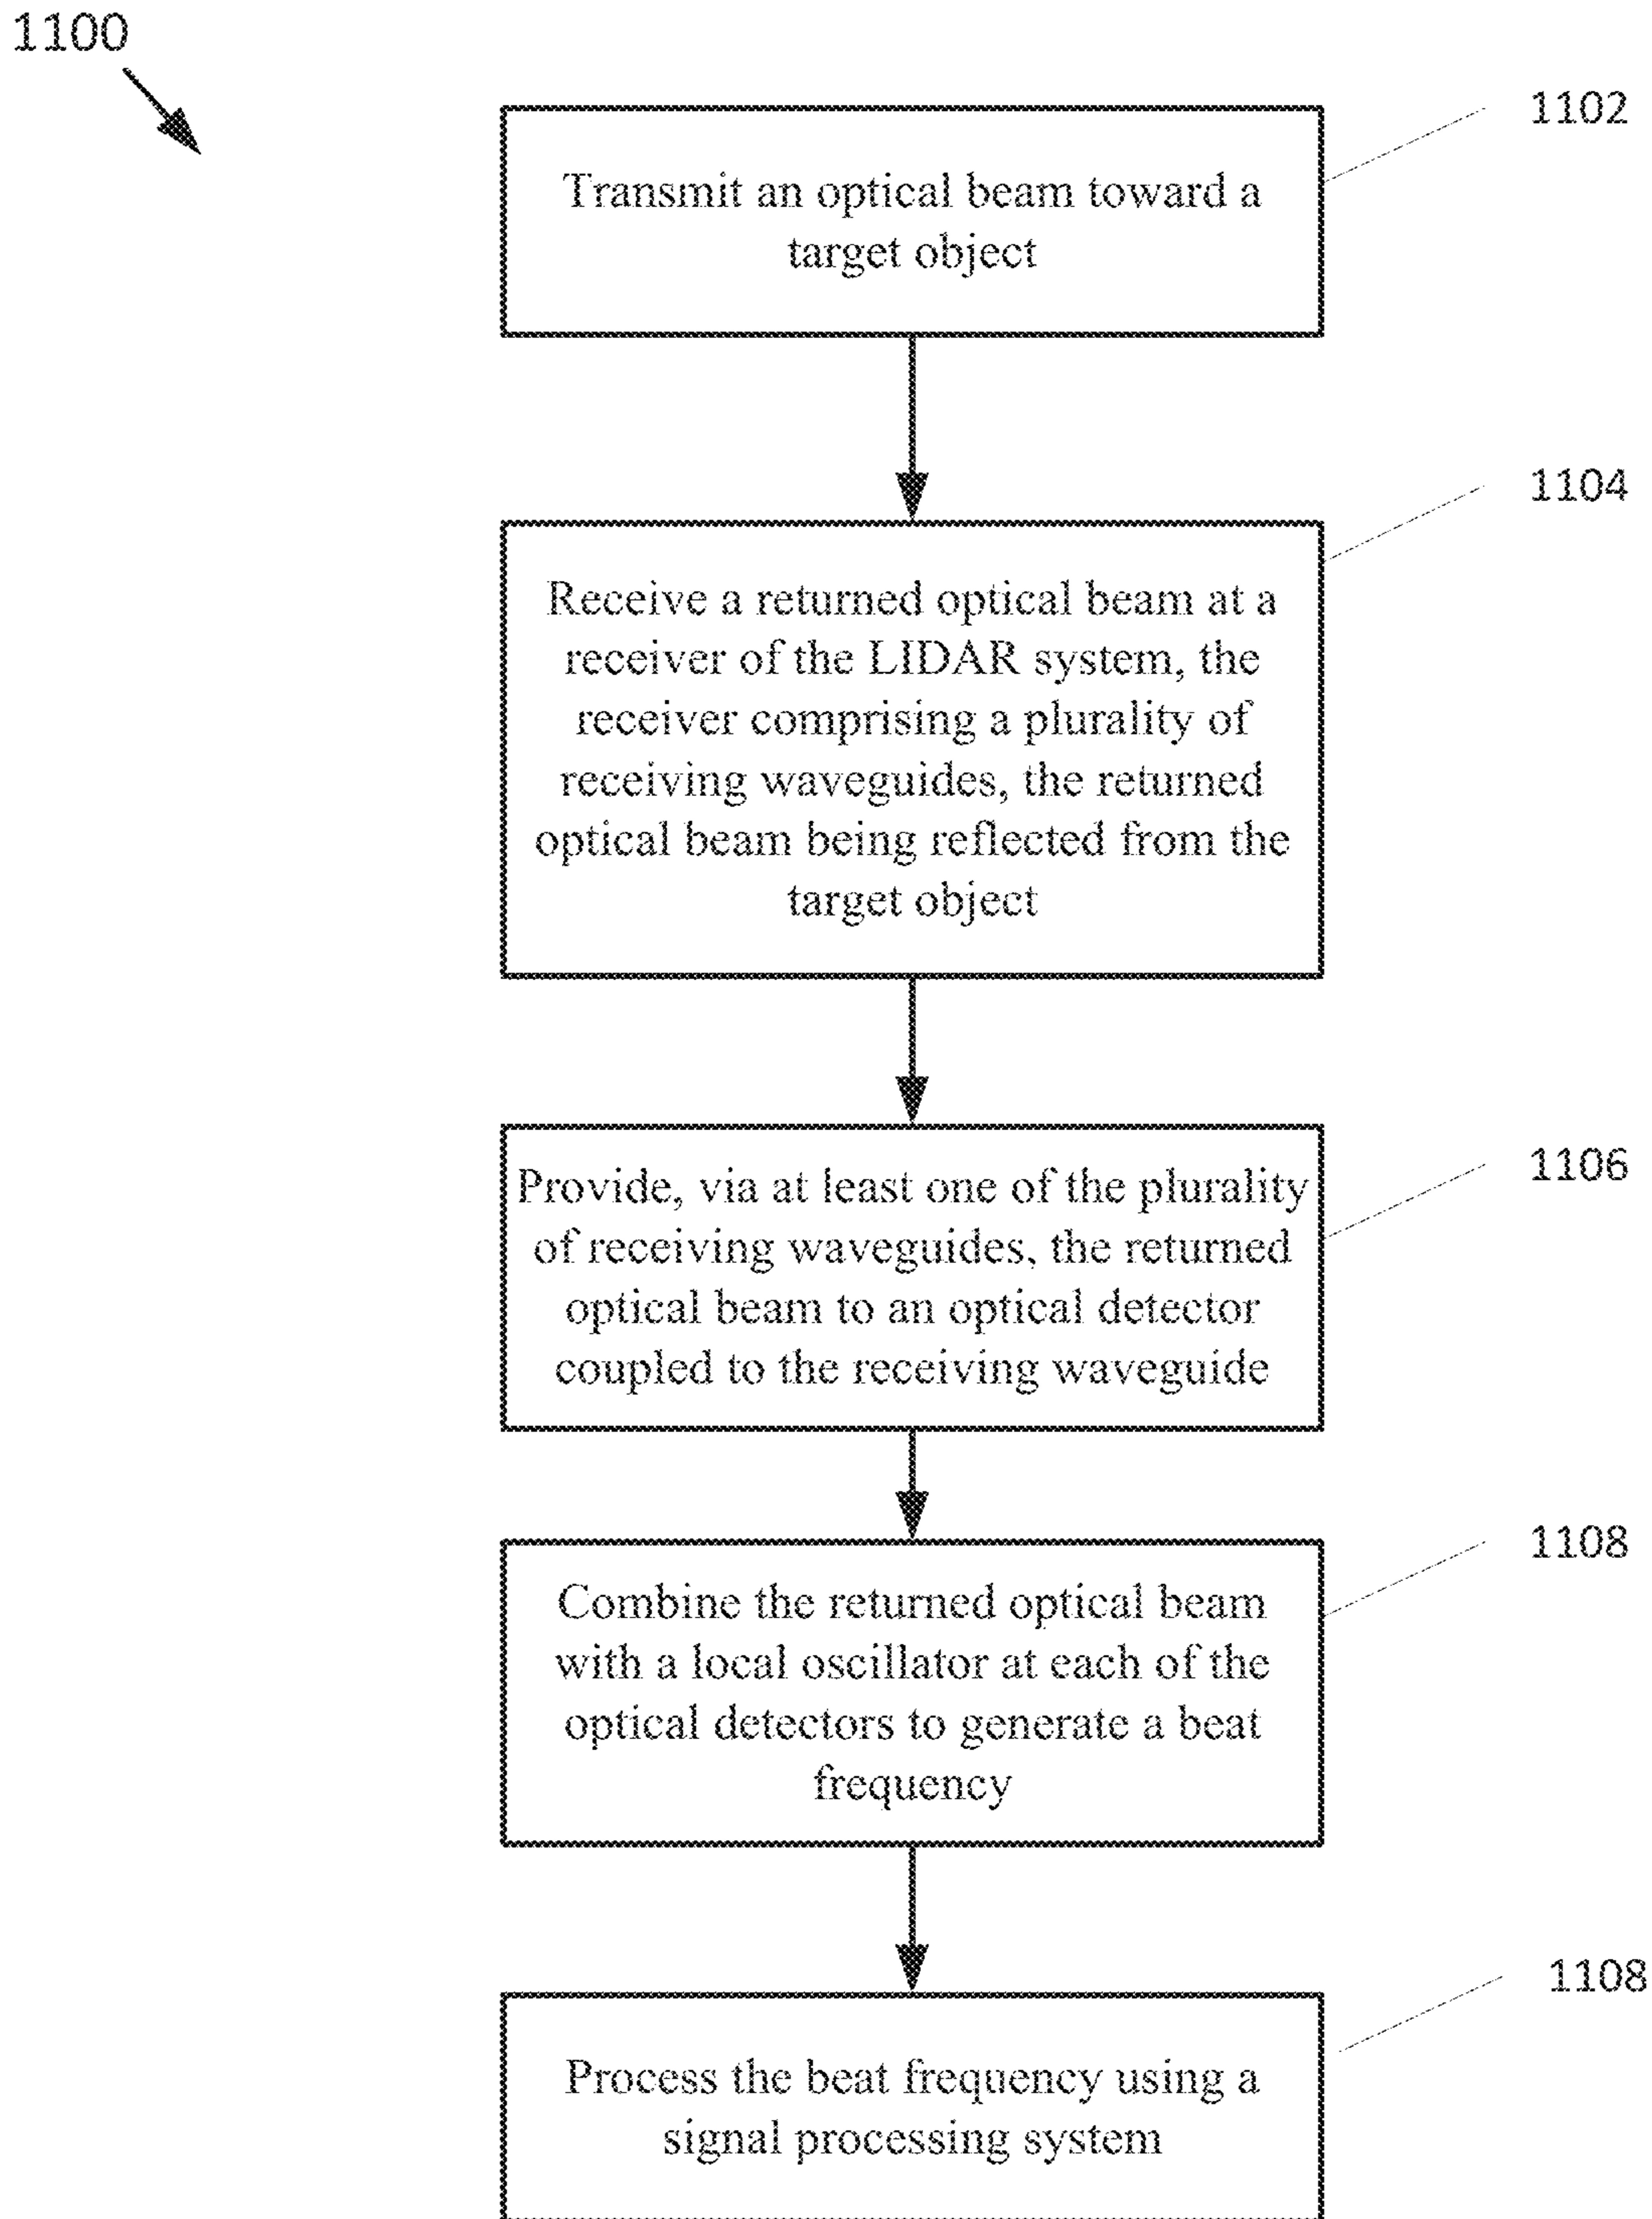 1100
1102
Transmit an optical beam toward a
target object
1104
Receive a returned optical beam at a
receiver of the LIDAR system, the
receiver comprising a plurality of
receiving waveguides, the returned
optical beam being reflected from the
target object
1106
Provide, via at least one of the plurality
of receiving waveguides, the returned
optical beam to an optical detector
coupled to the receiving waveguide
1108
Combine the returned optical beam
with a local oscillator at each of the
optical detectors to generate a beat
frequency
1108
Process the beat frequency using a
signal processing system